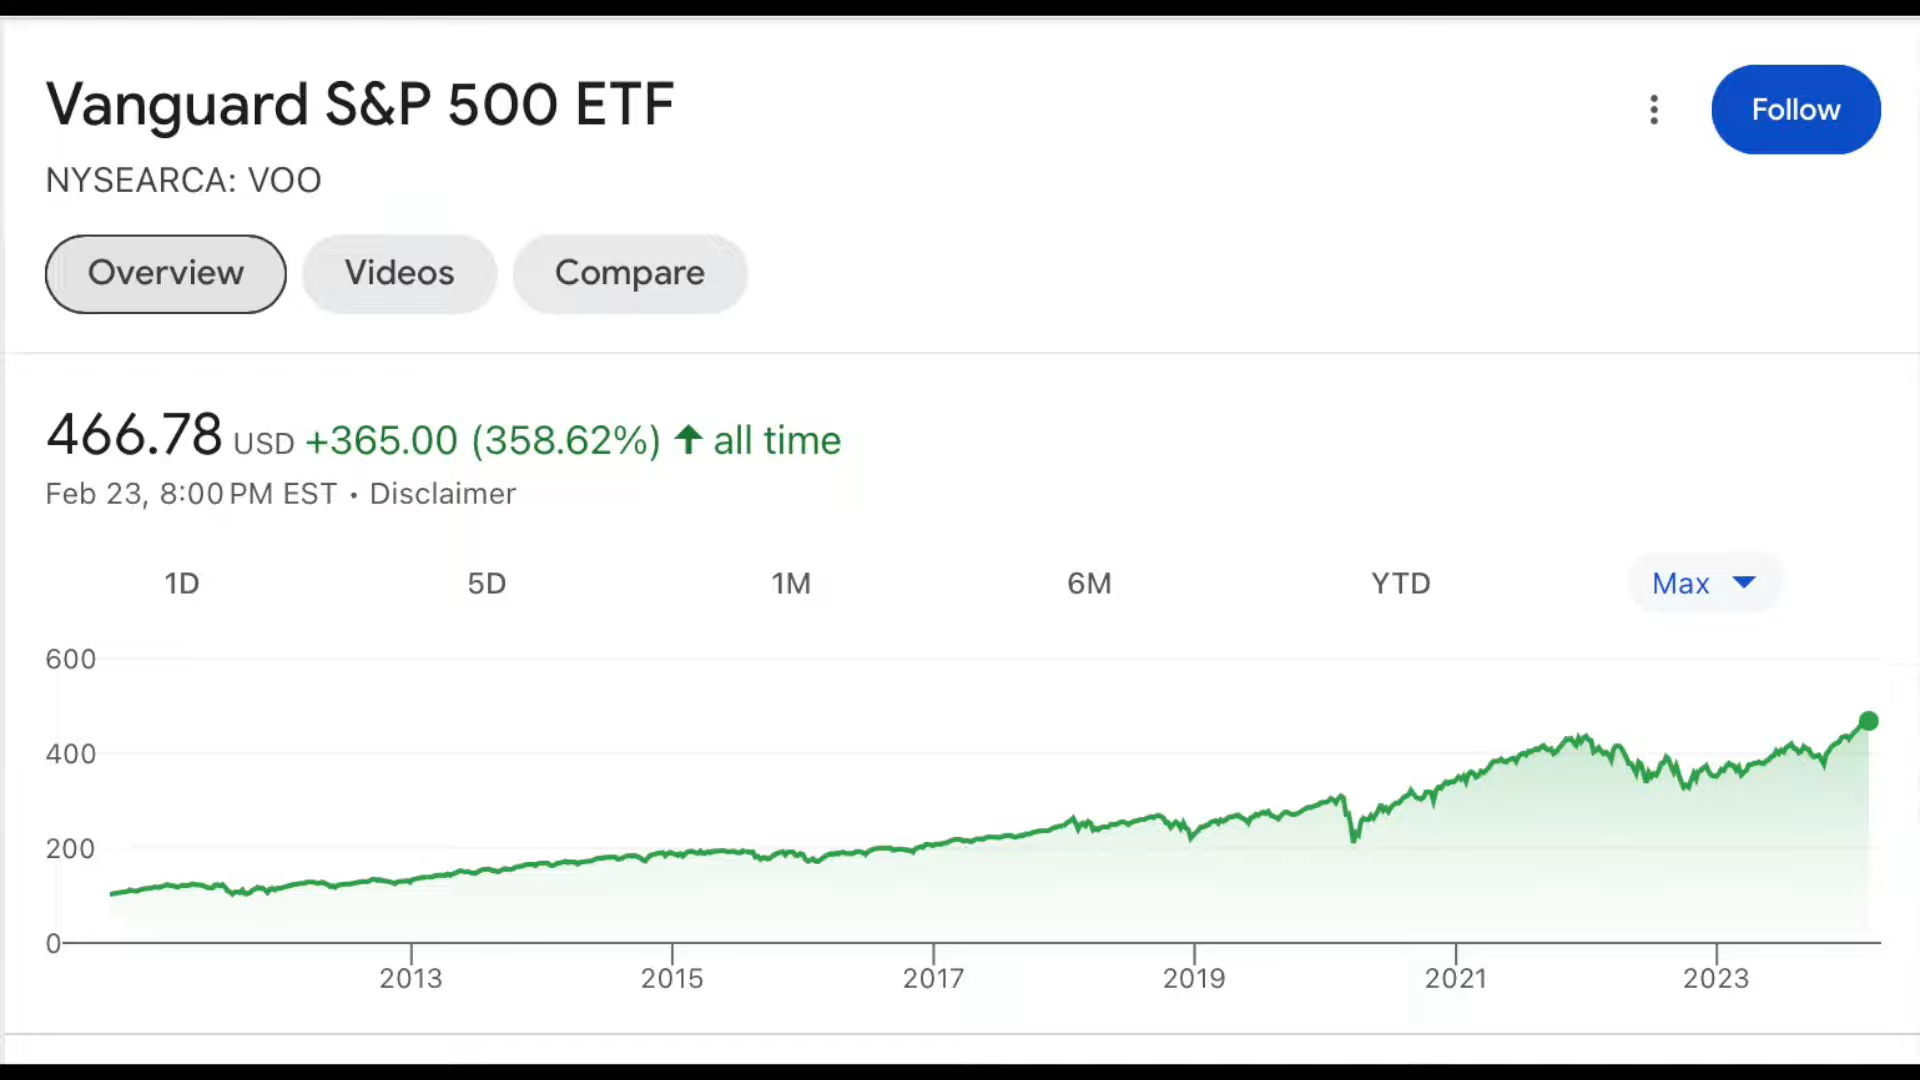 Vanguard S&P 500 ETF
Follow
NYSEARCA: VOO
Overview
Videos
Compare
466.78 USD +365.00 (358.62%) ↑ all time
Feb 23, 8:00 PM EST • Disclaimer
1D
5D
1M
6M
YTD
Max
600
400
200
0
2013
2015
2017
2019
2021
2023